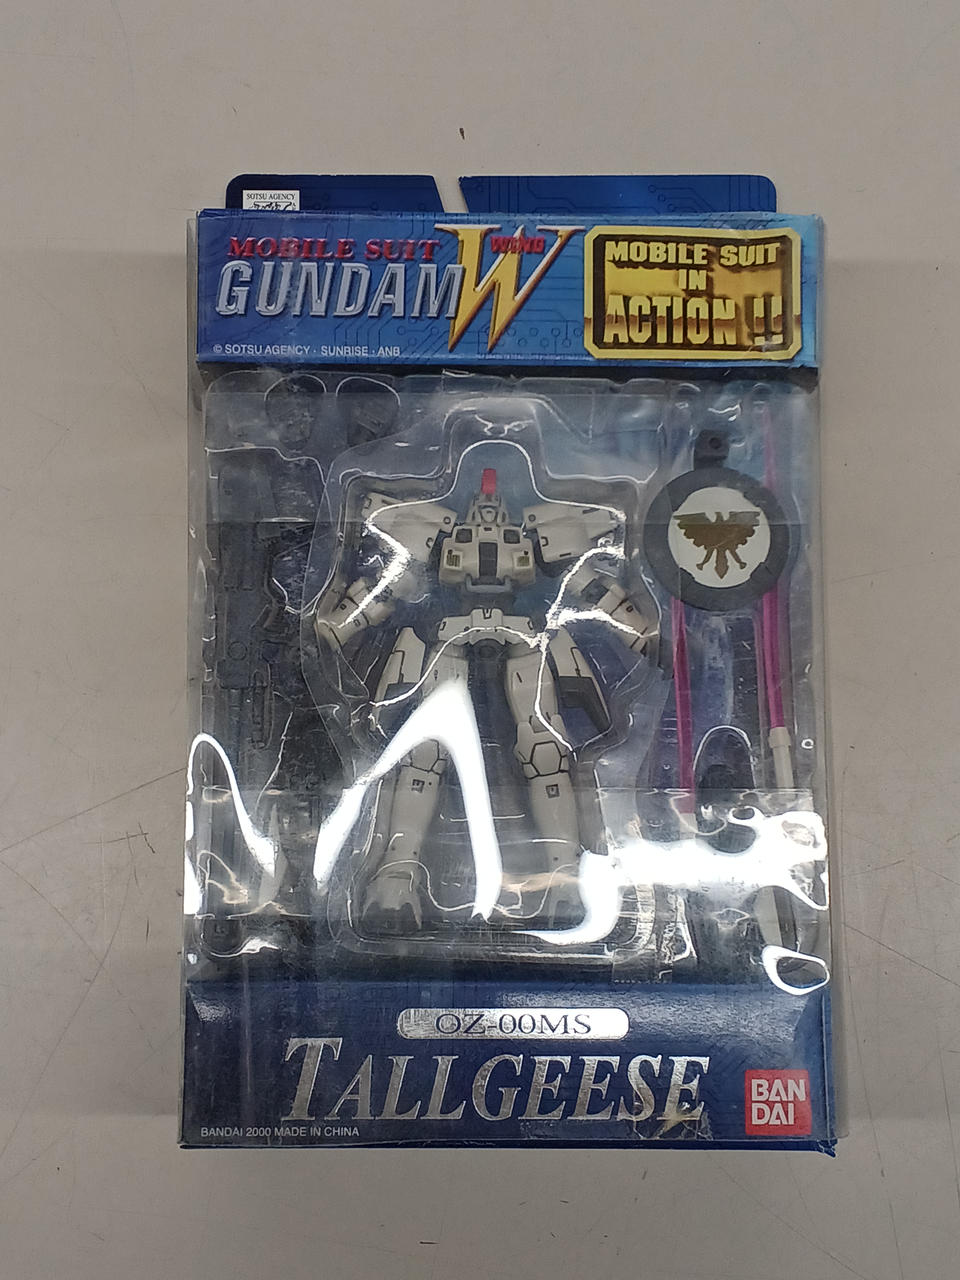 SOTSU AGENCY
MOBILE SUIT
WING
GUNDAM W
MOBILE SUIT
IN
ACTION !!
© SOTSU AGENCY · SUNRISE · ANB
OZ-00MS
TALLGEESE
BAN
DAI
BANDAI 2000 MADE IN CHINA